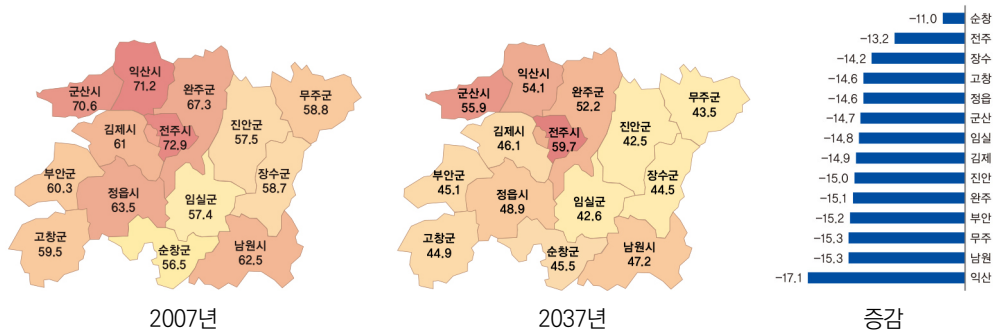 익산시
71.2
군산시
70.6
완주군
67.3
무주군
58.8
김제시
61
전주시
72.9
진안군
57.5
부안군
60.3
정읍시
63.5
임실군
57.4
장수군
58.7
고창군
59.5
순창군
56.5
남원시
62.5
2007년
익산시
54.1
군산시
55.9
완주군
52.2
무주군
43.5
김제시
46.1
전주시
59.7
진안군
42.5
부안군
45.1
정읍시
48.9
임실군
42.6
장수군
44.5
고창군
44.9
순창군
45.5
남원시
47.2
2037년
-11.0 순창
-13.2 전주
-14.2 장수
-14.6 고창
-14.6 정읍
-14.7 군산
-14.8 임실
-14.9 김제
-15.0 진안
-15.1 완주
-15.2 부안
-15.3 무주
-15.3 남원
-17.1 익산
증감